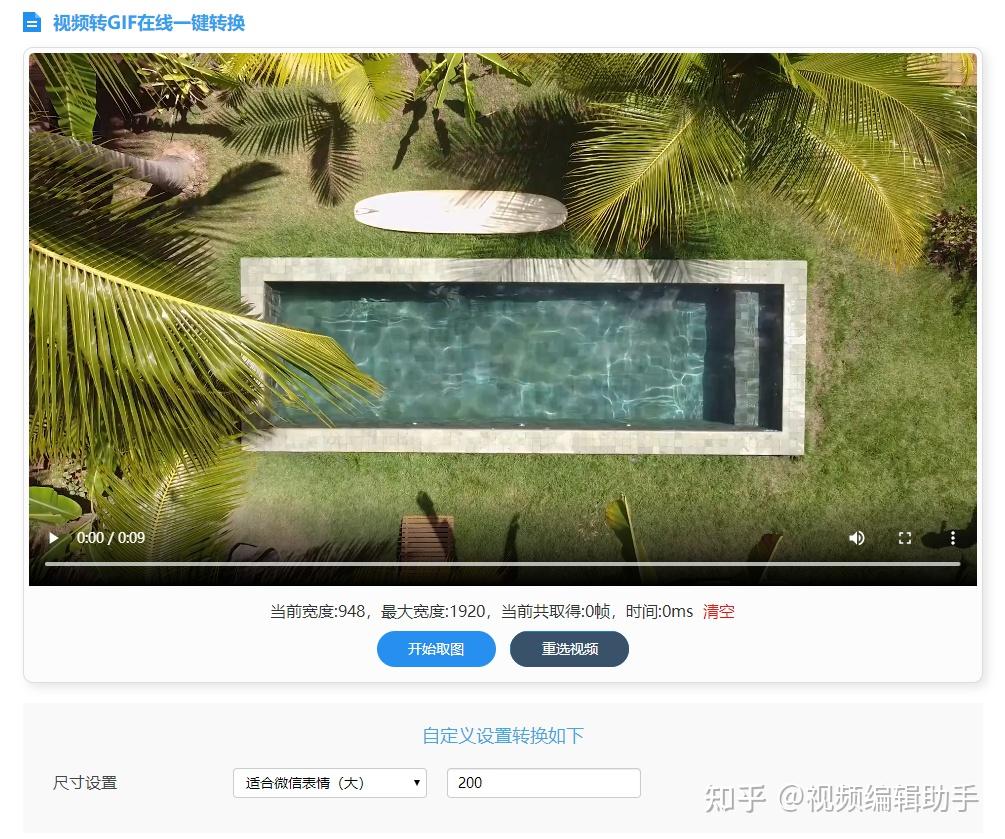 视频转GIF在线一键转换
0:00 / 0:09
当前宽度:948，最大宽度:1920，当前共取得:0帧，时间:0ms 清空
开始取图 重选视频
自定义设置转换如下
尺寸设置 适合微信表情（大） 200
知乎 @视频编辑助手